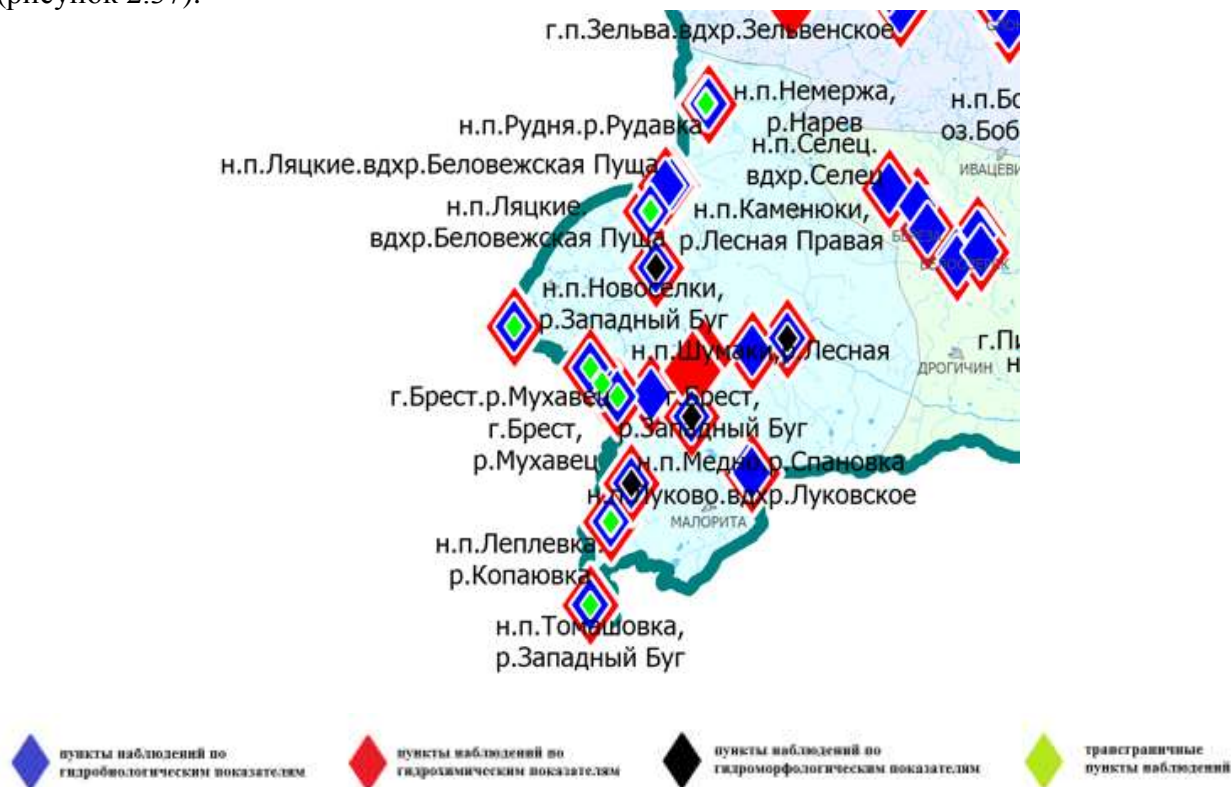 (рисунок 2.37).
г.п.Зельва.вдхр.Зельвенское
н.п.Немержа,
р.Нарев
н.п.Рудня.р.Рудавка
н.п.Ляцкие.вдхр.Беловежская Пуща
н.п.Селец.
вдхр.Селец
ИВАЦЕВИ
н.п.Ляцкие.
вдхр.Беловежская Пуща
н.п.Каменюки,
р.Лесная Правая
н.п.Новоселки,
р.Западный Буг
н.п.Шумаки,р.Лесная
ДРОГИЧИН
г.Брест.р.Мухавец
г.Брест,
р.Западный Буг
г.Брест,
р.Мухавец
н.п.Медно.р.Спановка
н.п.Луково.вдхр.Луковское
МАЛОРИТА
н.п.Леплевка.
р.Копаювка
н.п.Томашовка,
р.Западный Буг
пункты наблюдений по
гидробиологическим показателям
пункты наблюдений по
гидрохимическим показателям
пункты наблюдений по
гидроморфологическим показателям
трансграничные
пункты наблюдений